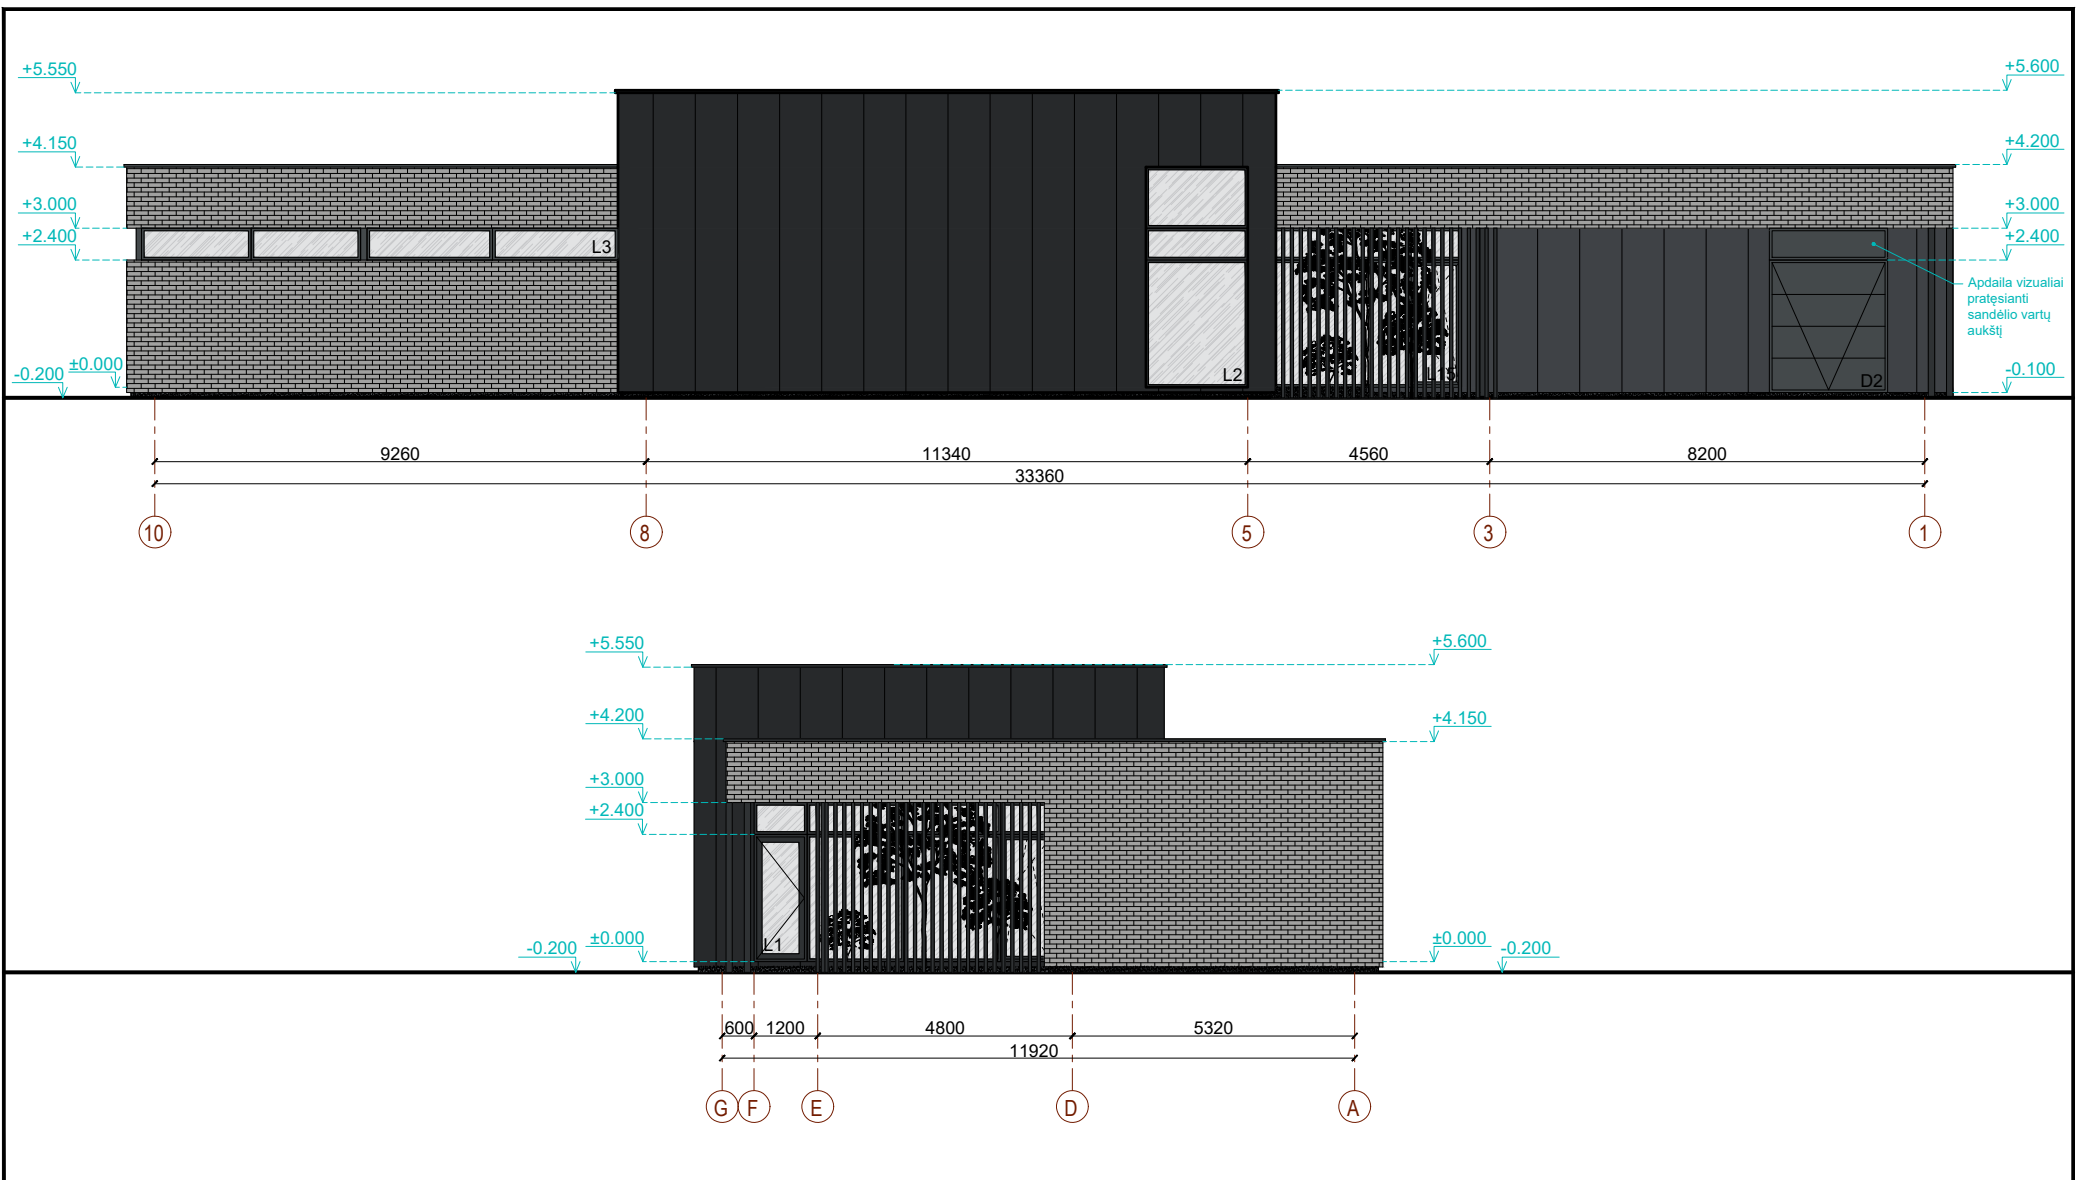 +5.550
+5.600
+4.150
+4.200
+3.000
+3.000
+2.400
L3
+2.400
Apdaila vizualiai
pratęsianti
sandėlio vartų
aukštį
±0.000
-0.200
L2
L15
D2
-0.100
9260
11340
4560
8200
33360
10
8
5
3
1
+5.550
+5.600
+4.200
+4.150
+3.000
+2.400
L1
-0.200
±0.000
±0.000
-0.200
600
1200
4800
5320
11920
G
F
E
D
A